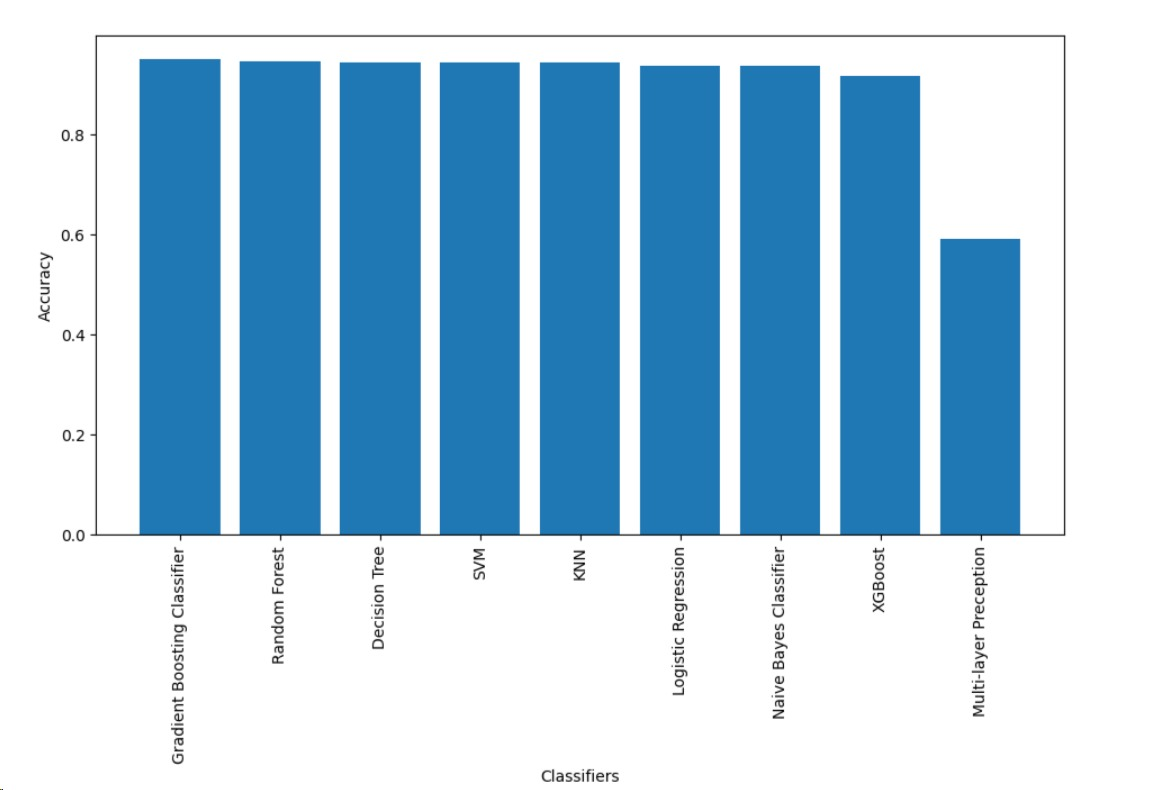 Accuracy
0.8
0.6
0.4
0.2
0.0
Gradient Boosting Classifier
Random Forest
Decision Tree
SVM
KNN
Logistic Regression
Naive Bayes Classifier
XGBoost
Multi-layer Preception
Classifiers